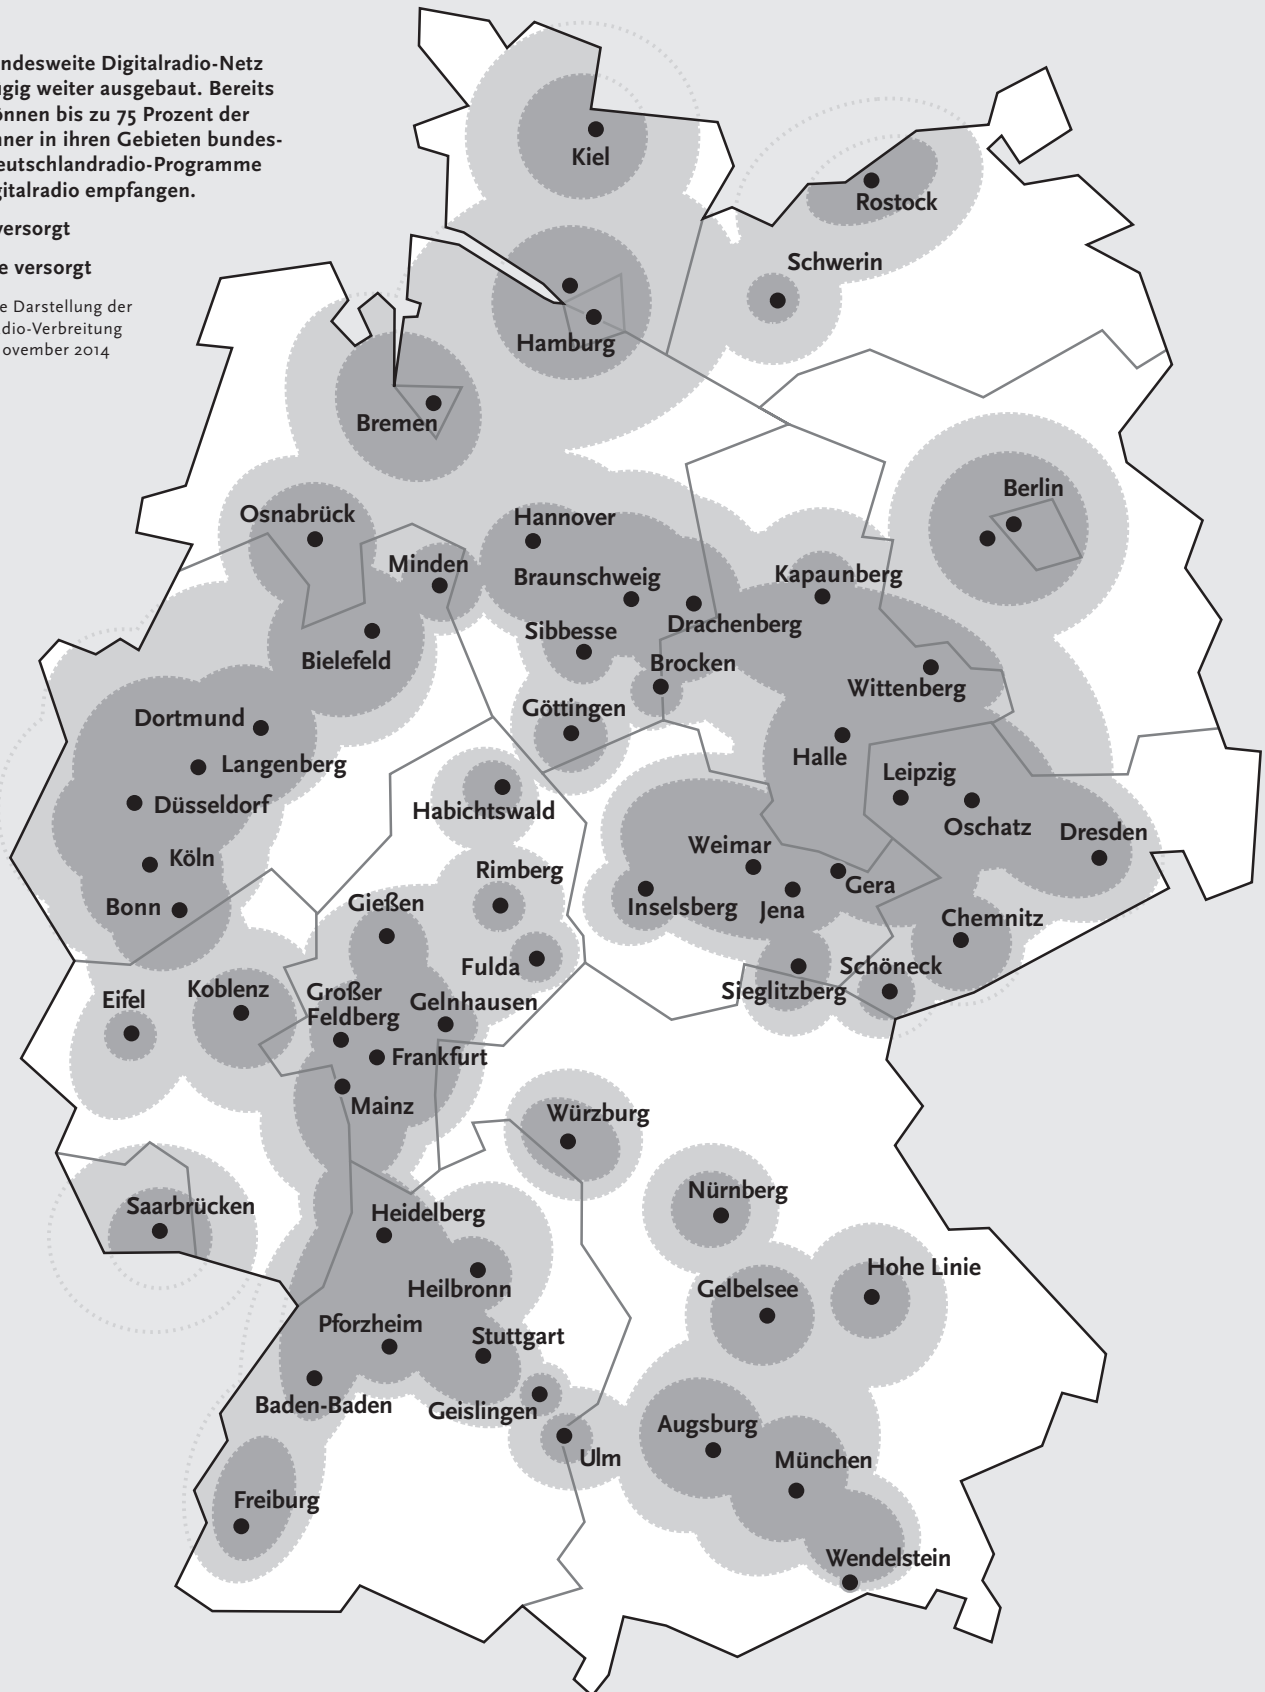 ndesweite Digitalradio-Netz
gig weiter ausgebaut. Bereits
önnen bis zu 75 Prozent der
nner in ihren Gebieten bundes-
eutschlandradio-Programme
gitalradio empfangen.
versorgt
e versorgt
e Darstellung der
dio-Verbreitung
ovember 2014
Kiel
Rostock
Schwerin
Hamburg
Bremen
Berlin
Osnabrück
Hannover
Minden
Braunschweig
Kapaunberg
Drachenberg
Sibbesse
Bielefeld
Brocken
Wittenberg
Göttingen
Dortmund
Halle
Langenberg
Leipzig
Düsseldorf
Habichtswald
Oschatz
Dresden
Weimar
Köln
Rimberg
Gera
Bonn
Gießen
Inselsberg
Jena
Chemnitz
Fulda
Schöneck
Sieglitzberg
Eifel
Koblenz
Großer
Feldberg
Gelnhausen
Frankfurt
Mainz
Würzburg
Nürnberg
Saarbrücken
Heidelberg
Hohe Linie
Heilbronn
Gelbelsee
Pforzheim
Stuttgart
Baden-Baden
Geislingen
Augsburg
Ulm
München
Freiburg
Wendelstein